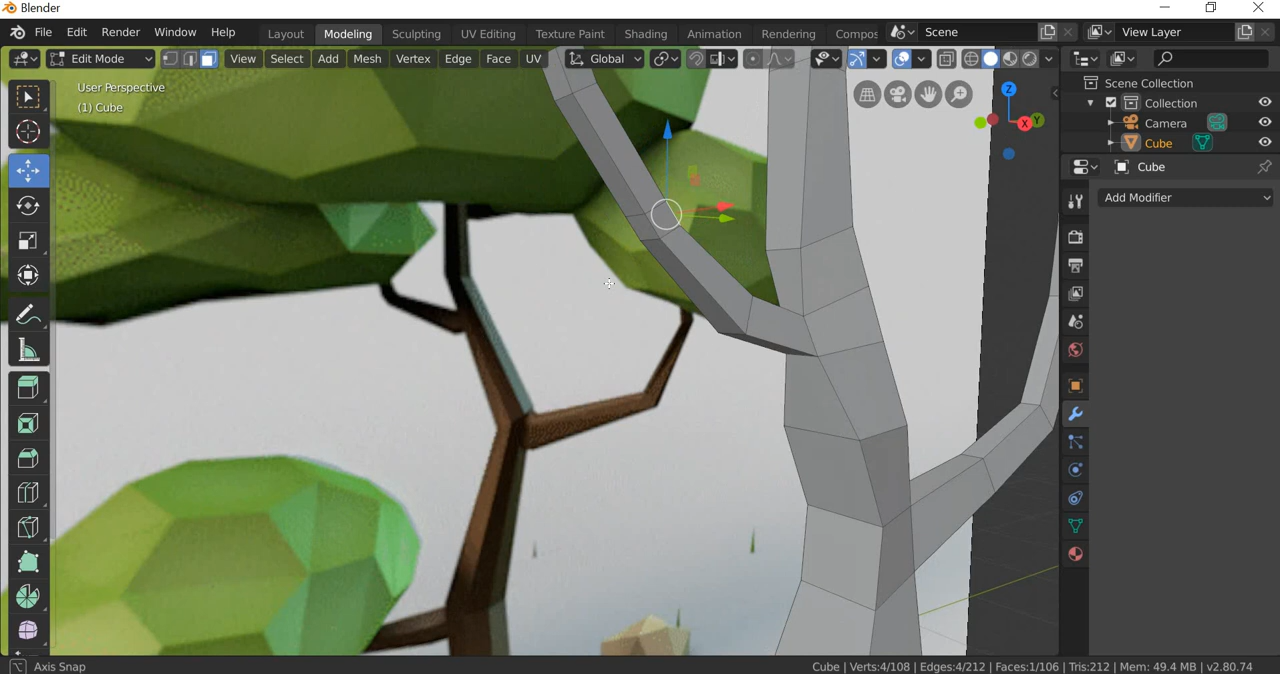 Blender
File Edit Render Window Help Layout Modeling Sculpting UV Editing Texture Paint Shading Animation Rendering Compos Scene View Layer
Edit Mode View Select Add Mesh Vertex Edge Face UV Global
User Perspective
(1) Cube
Z
X
Y
Scene Collection
Collection
Camera
Cube
Cube
Add Modifier
Axis Snap
Cube | Verts:4/108 | Edges:4/212 | Faces:1/106 | Tris:212 | Mem: 49.4 MB | v2.80.74